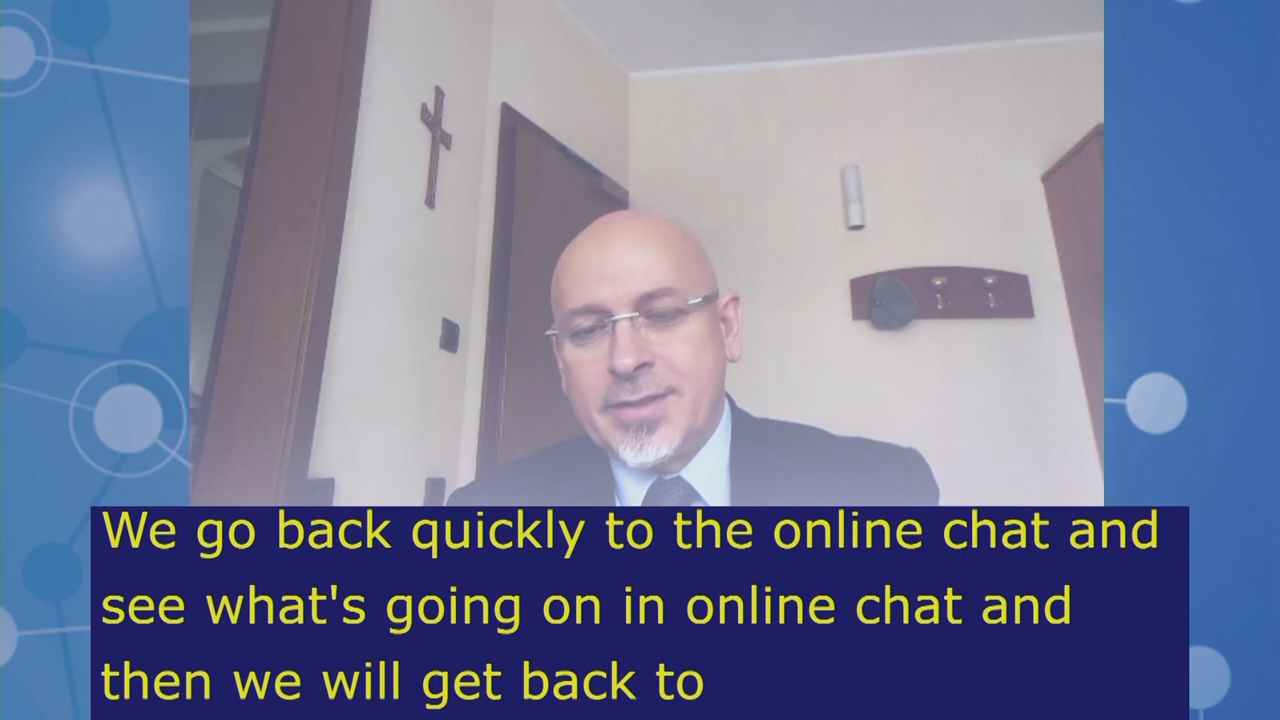 We go back quickly to the online chat and
see what's going on in online chat and
then we will get back to